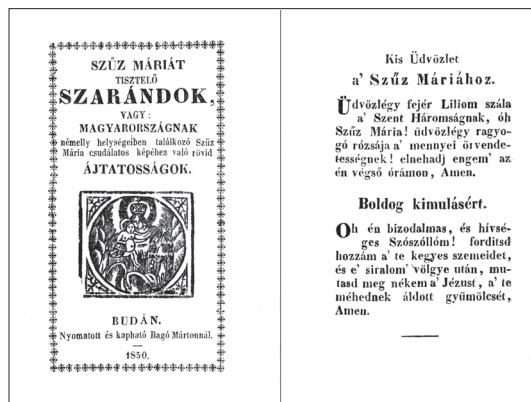 SZŰZ MÁRIÁT
TISZTELŐ
SZARÁNDOK,
VAGY:
MAGYARORSZÁGNAK
némelly helységeiben találkozó Szűz
Mária csudálatos képéhez való rövid
ÁJTATOSSÁGOK.
BUDÁN.
Nyomatott és kapható Bagó Mártonnál.
1850.
Kis Üdvözlet
a' Szűz Máriához.
Üdvözlégy fejér Liliom szála
a' Szent Háromságnak, óh
Szűz Mária! üdvözlégy ragyo-
gó rózsája a' mennyei örvende-
tességnek! elnehadj engem' az
én végső órámon, Amen.
Boldog kimulásért.
Oh én bizodalmas, és hívsé-
ges Szószóllóm! forditsd
hozzám a' te kegyes szemeidet,
és e' siralom' völgye után, mu-
tasd meg nékem a' Jézust, a' te
méhednek áldott gyümölcsét,
Amen.